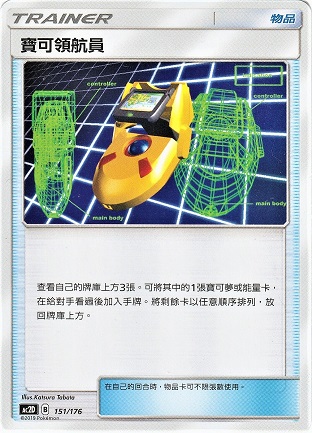 TRAINER 物品
寶可領航員
controller
controller
main body
main body
查看自己的牌庫上方3張。可將其中的1張寶可夢或能量卡，
在給對手看過後加入手牌。將剩餘卡以任意順序排列，放
回牌庫上方。
Illus.Katsura Tabata
AC2D B 151/176
©2019 Pokémon
在自己的回合時，物品卡可不限張數使用。